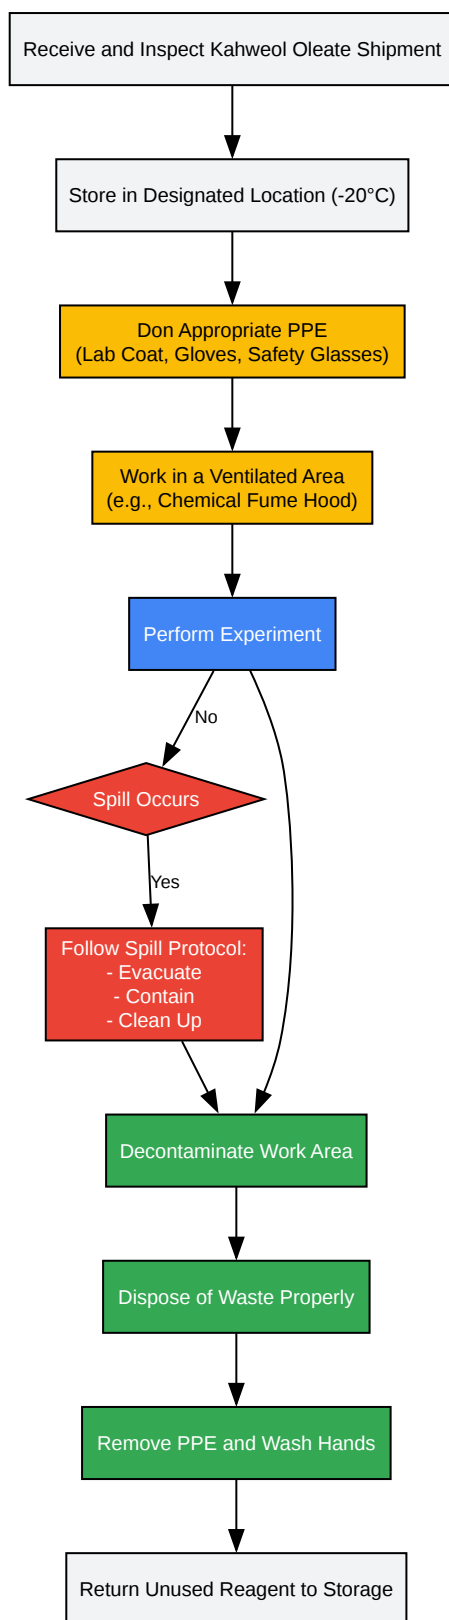 Receive and Inspect Kahweol Oleate Shipment
Store in Designated Location (-20°C)
Don Appropriate PPE
(Lab Coat, Gloves, Safety Glasses)
Work in a Ventilated Area
(e.g., Chemical Fume Hood)
Perform Experiment
No
Spill Occurs
Yes
Follow Spill Protocol:
- Evacuate
- Contain
- Clean Up
Decontaminate Work Area
Dispose of Waste Properly
Remove PPE and Wash Hands
Return Unused Reagent to Storage